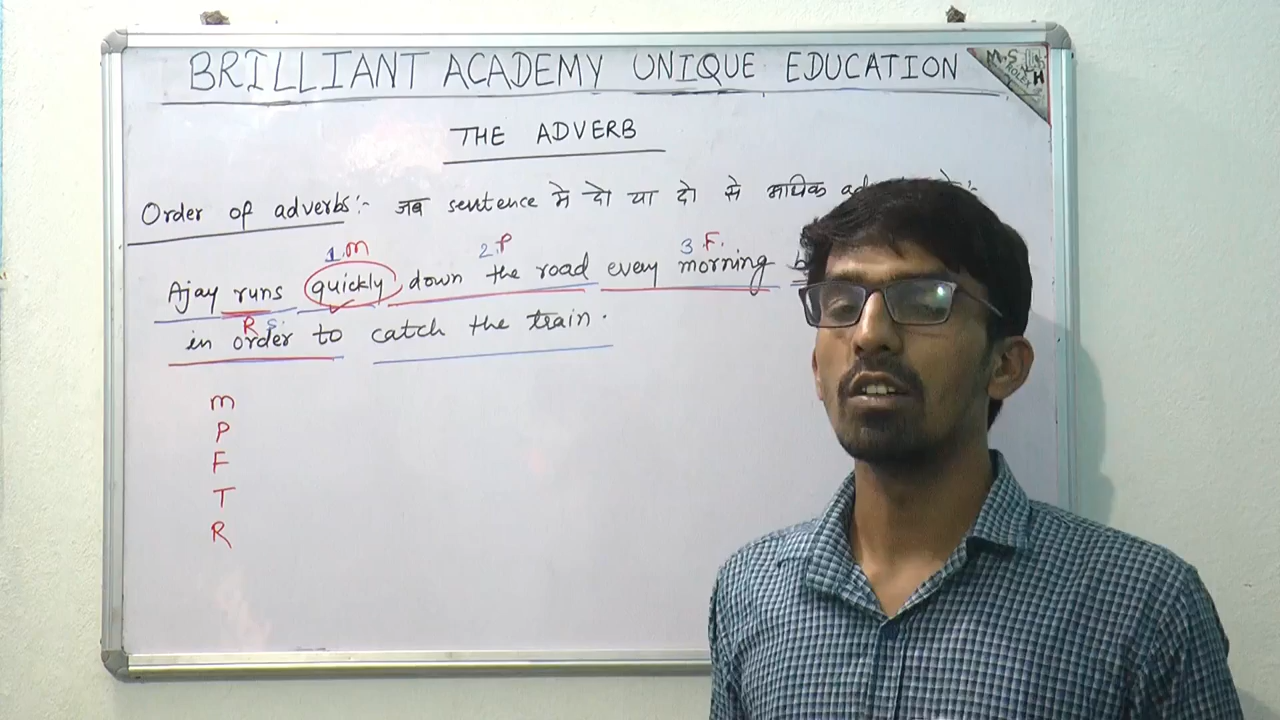 BRILLIANT ACADEMY UNIQUE EDUCATION
M.S
THE ADVERB
Order of adverbs:- जब sentence मे दो या दो से अधिक
1.M 2.P 3 F.
Ajay runs quickly down the road every morning
R 5.
in order to catch the train.
M
P
F
T
R